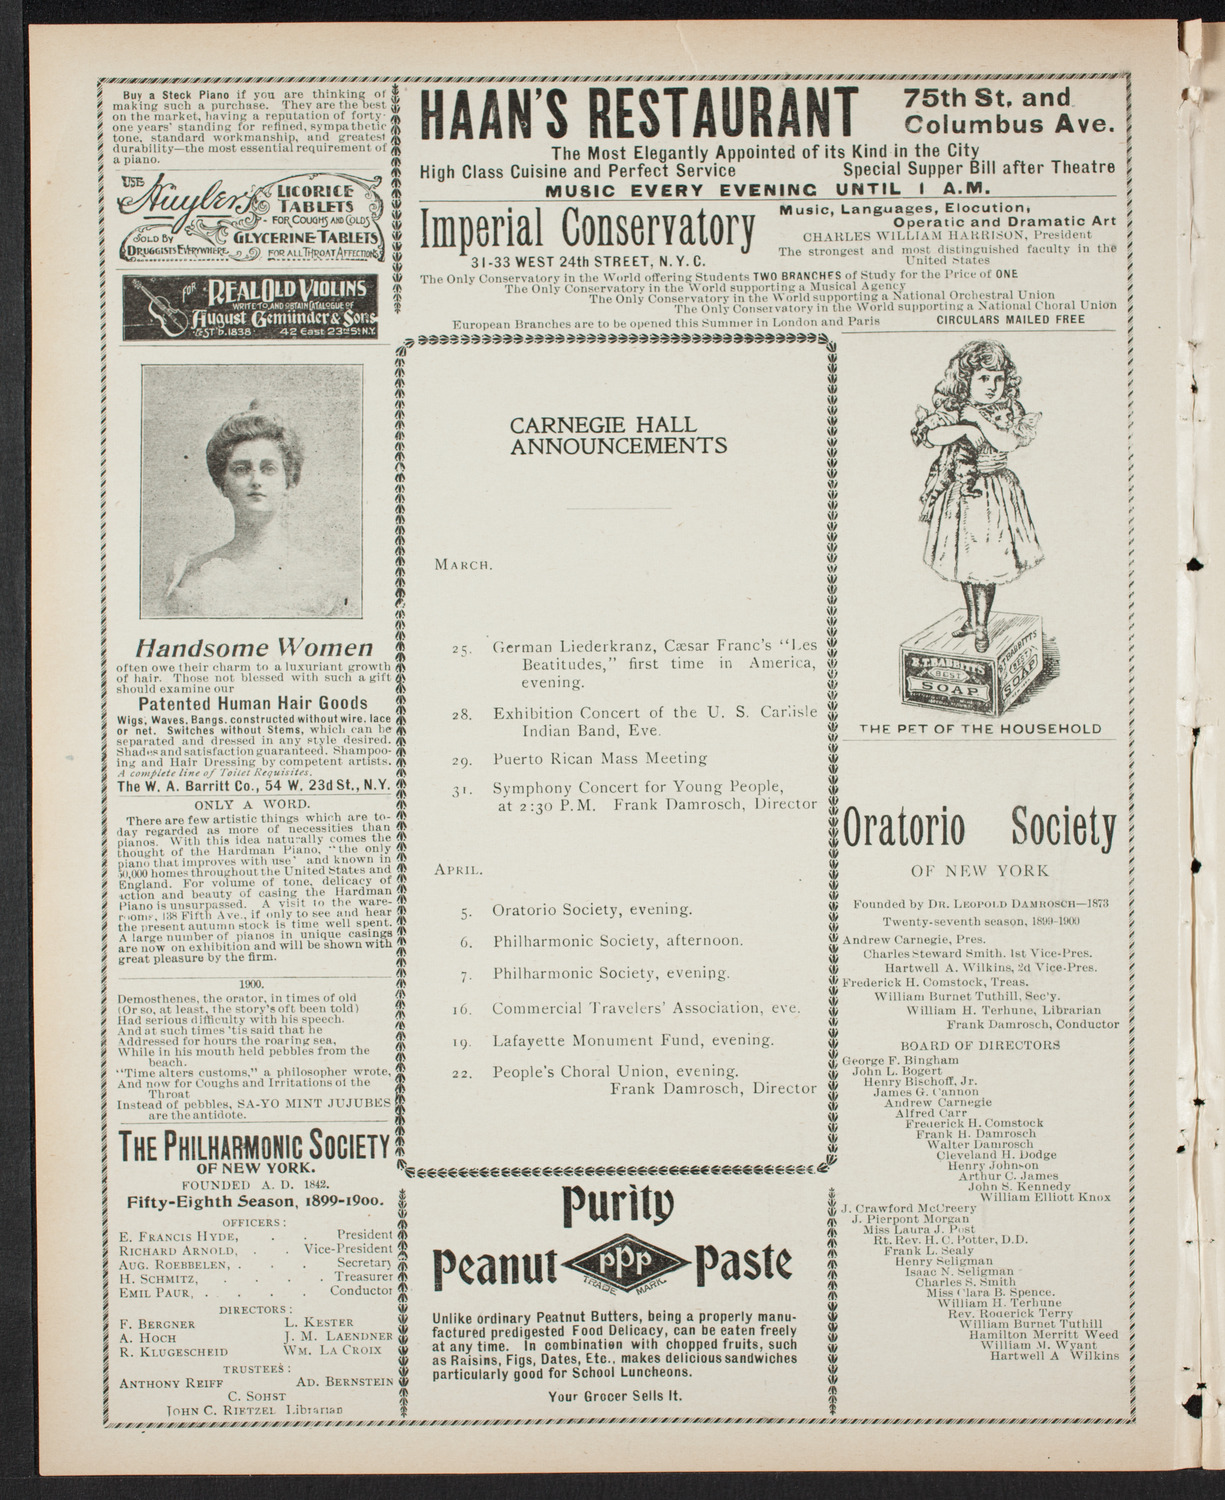 Buy a Steck Piano if you are thinking of
making such a purchase. They are the best
on the market, having a reputation of forty-
one years' standing for refined, sympathetic
tone, standard workmanship, and greatest
durability—the most essential requirement of
a piano.
USE
Huyler's
LICORICE
TABLETS
FOR COUGHS AND COLDS
GLYCERINE TABLETS
SOLD BY
DRUGGISTS EVERYWHERE
FOR ALL THROAT AFFECTIONS
FOR REAL OLD VIOLINS
WRITE TO AND OBTAIN CATALOGUE OF
August Gemünder & Sons
EST'D. 1838. 42 East 23rd St. N.Y.
Handsome Women
often owe their charm to a luxuriant growth
of hair. Those not blessed with such a gift
should examine our
Patented Human Hair Goods
Wigs, Waves, Bangs, constructed without wire, lace
or net. Switches without Stems, which can be
separated and dressed in any style desired.
Shades and satisfaction guaranteed. Shampoo-
ing and Hair Dressing by competent artists.
A complete line of Toilet Requisites.
The W. A. Barritt Co., 54 W. 23d St., N.Y.
ONLY A WORD.
There are few artistic things which are to-
day regarded as more of necessities than
pianos. With this idea naturally comes the
thought of the Hardman Piano, "the only
piano that improves with use" and known in
50,000 homes throughout the United States and
England. For volume of tone, delicacy of
action and beauty of casing the Hardman
Piano is unsurpassed. A visit to the ware-
rooms, 138 Fifth Ave., if only to see and hear
the present autumn stock is time well spent.
A large number of pianos in unique casings
are now on exhibition and will be shown with
great pleasure by the firm.
1900.
Demosthenes, the orator, in times of old
(Or so, at least, the story's oft been told)
Had serious difficulty with his speech.
And at such times 'tis said that he
Addressed for hours the roaring sea,
While in his mouth held pebbles from the
beach.
"Time alters customs," a philosopher wrote,
And now for Coughs and Irritations of the
Throat
Instead of pebbles, SA-YO MINT JUJUBES
are the antidote.
THE PHILHARMONIC SOCIETY
OF NEW YORK.
FOUNDED A. D. 1842.
Fifty-Eighth Season, 1899-1900.
OFFICERS:
E. FRANCIS HYDE, . . President
RICHARD ARNOLD, . . Vice-President
AUG. ROEBBELEN, . . . Secretary
H. SCHMITZ, . . . . Treasurer
EMIL PAUR, . . . . Conductor
DIRECTORS:
F. BERGNER L. KESTER
A. HOCH J. M. LAENDNER
R. KLUGESCHEID WM. LA CROIX
TRUSTEES:
ANTHONY REIFF AD. BERNSTEIN
C. SOHST
JOHN C. RIETZEL Librarian
HAAN'S RESTAURANT
75th St. and
Columbus Ave.
The Most Elegantly Appointed of its Kind in the City
High Class Cuisine and Perfect Service Special Supper Bill after Theatre
MUSIC EVERY EVENING UNTIL 1 A.M.
Imperial Conservatory
31-33 WEST 24th STREET, N. Y. C.
Music, Languages, Elocution,
Operatic and Dramatic Art
CHARLES WILLIAM HARRISON, President
The strongest and most distinguished faculty in the
United States
The Only Conservatory in the World offering Students TWO BRANCHES of Study for the Price of ONE
The Only Conservatory in the World supporting a Musical Agency
The Only Conservatory in the World supporting a National Orchestral Union
The Only Conservatory in the World supporting a National Choral Union
European Branches are to be opened this Summer in London and Paris CIRCULARS MAILED FREE
CARNEGIE HALL
ANNOUNCEMENTS
MARCH.
25. German Liederkranz, Cæsar Franc's "Les
Beatitudes," first time in America,
evening.
28. Exhibition Concert of the U. S. Carlisle
Indian Band, Eve.
29. Puerto Rican Mass Meeting
31. Symphony Concert for Young People,
at 2:30 P.M. Frank Damrosch, Director
APRIL.
5. Oratorio Society, evening.
6. Philharmonic Society, afternoon.
7. Philharmonic Society, evening.
16. Commercial Travelers' Association, eve.
19. Lafayette Monument Fund, evening.
22. People's Choral Union, evening.
Frank Damrosch, Director
Purity
Peanut PPP Paste
TRADE MARK.
Unlike ordinary Peatnut Butters, being a properly manu-
factured predigested Food Delicacy, can be eaten freely
at any time. In combination with chopped fruits, such
as Raisins, Figs, Dates, Etc., makes delicious sandwiches
particularly good for School Luncheons.
Your Grocer Sells It.
B.T. BABBITT'S
BEST
SOAP
B.T. BABBITT'S
BEST
SOAP
THE PET OF THE HOUSEHOLD
Oratorio Society
OF NEW YORK
Founded by DR. LEOPOLD DAMROSCH—1873
Twenty-seventh season, 1899-1900
Andrew Carnegie, Pres.
Charles Steward Smith. 1st Vice-Pres.
Hartwell A. Wilkins, 2d Vice-Pres.
Frederick H. Comstock, Treas.
William Burnet Tuthill, Sec'y.
William H. Terhune, Librarian
Frank Damrosch, Conductor
BOARD OF DIRECTORS
George F. Bingham
John L. Bogert
Henry Bischoff, Jr.
James G. Cannon
Andrew Carnegie
Alfred Carr
Frederick H. Comstock
Frank H. Damrosch
Walter Damrosch
Cleveland H. Dodge
Henry Johnson
Arthur C. James
John S. Kennedy
William Elliott Knox
J. Crawford McCreery
J. Pierpont Morgan
Miss Laura J. Post
Rt. Rev. H. C. Potter, D.D.
Frank L. Sealy
Henry Seligman
Isaac N. Seligman
Charles S. Smith
Miss Clara B. Spence.
William H. Terhune
Rev. Roderick Terry
William Burnet Tuthill
Hamilton Merritt Weed
William M. Wyant
Hartwell A Wilkins